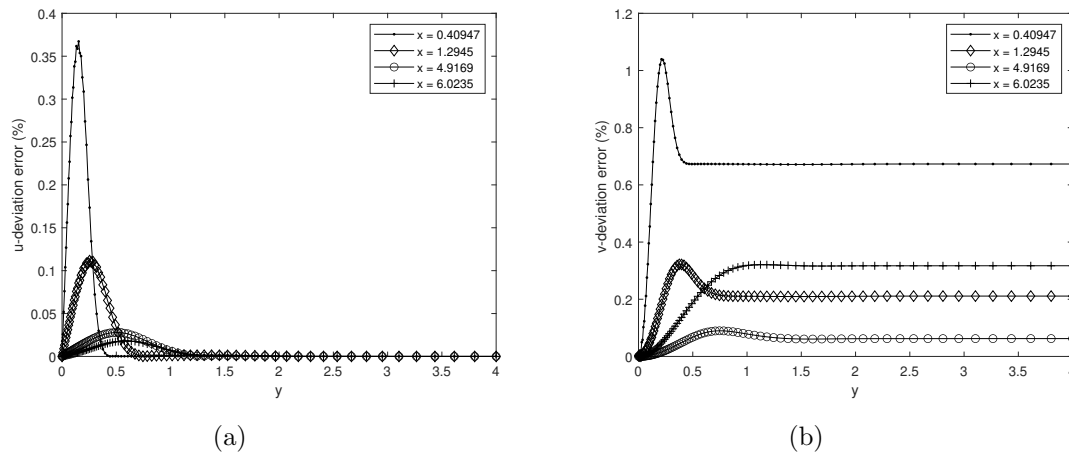 0.4
0.35
0.3
0.25
0.2
0.15
0.1
0.05
0
u-deviation error (%)
0 0.5 1 1.5 2 2.5 3 3.5 4
y
x = 0.40947
x = 1.2945
x = 4.9169
x = 6.0235
(a)
1.2
1
0.8
0.6
0.4
0.2
0
v-deviation error (%)
0 0.5 1 1.5 2 2.5 3 3.5
y
x = 0.40947
x = 1.2945
x = 4.9169
x = 6.0235
(b)